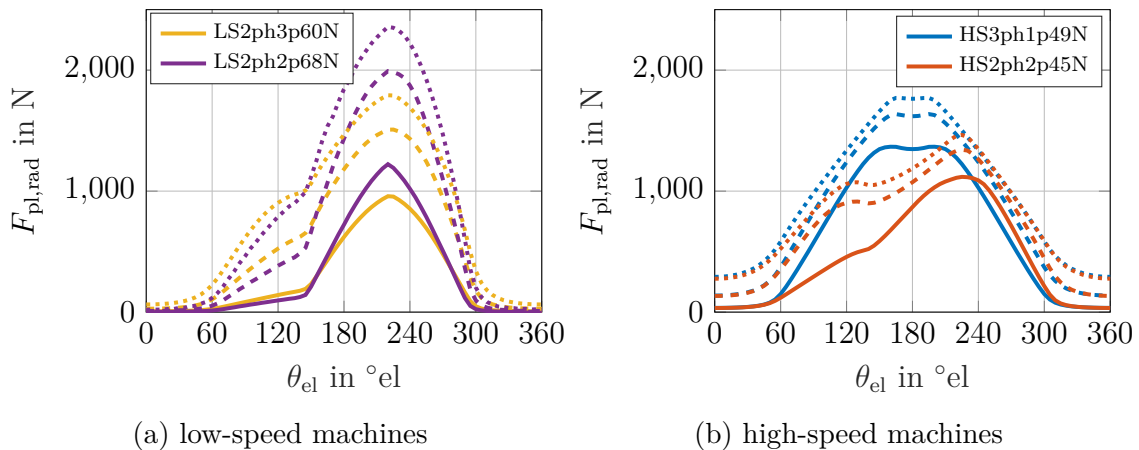 LS2ph3p60N
LS2ph2p68N
2,000
1,000
0
F_pl,rad in N
0 60 120 180 240 300 360
θ_el in °el
(a) low-speed machines
HS3ph1p49N
HS2ph2p45N
2,000
1,000
0
F_pl,rad in N
0 60 120 180 240 300 360
θ_el in °el
(b) high-speed machines